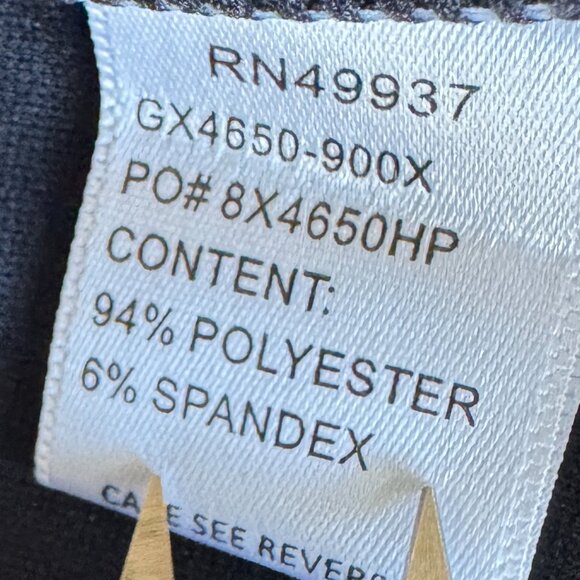 RN49937
GX4650-900X
PO# 8X4650HP
CONTENT:
94% POLYESTER
6% SPANDEX
SEE